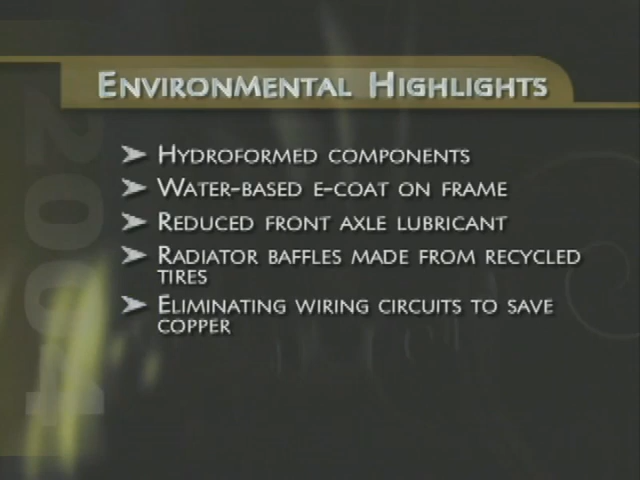 Environmental Highlights
Hydroformed components
Water-based e-coat on frame
Reduced front axle lubricant
Radiator baffles made from recycled
tires
Eliminating wiring circuits to save
copper
2004